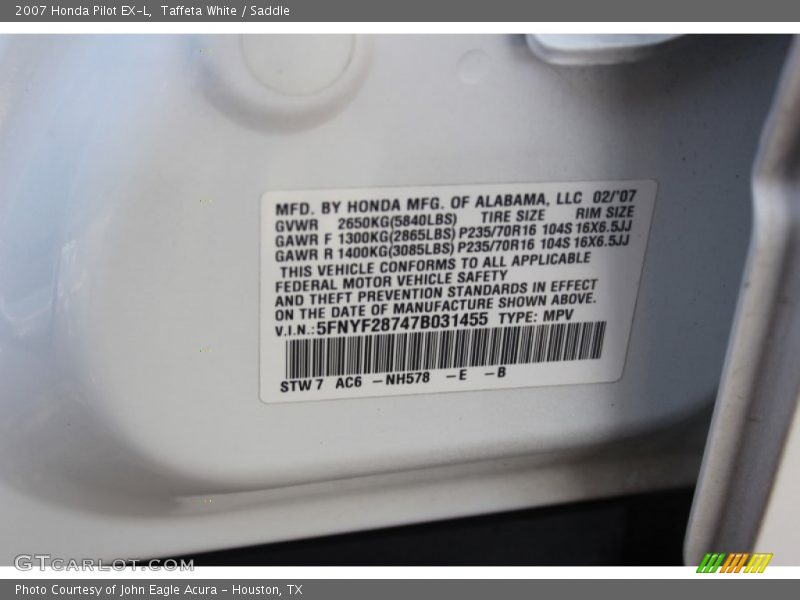 2007 Honda Pilot EX-L, Taffeta White / Saddle
MFD. BY HONDA MFG. OF ALABAMA, LLC 02/'07
GVWR 2650KG(5840LBS) TIRE SIZE RIM SIZE
GAWR F 1300KG(2865LBS) P235/70R16 104S 16X6.5JJ
GAWR R 1400KG(3085LBS) P235/70R16 104S 16X6.5JJ
THIS VEHICLE CONFORMS TO ALL APPLICABLE
FEDERAL MOTOR VEHICLE SAFETY
AND THEFT PREVENTION STANDARDS IN EFFECT
ON THE DATE OF MANUFACTURE SHOWN ABOVE.
V.I.N.:5FNYF28747B031455 TYPE: MPV
STW7 AC6 -NH578 -E -B
GTCARLOT.COM
Photo Courtesy of John Eagle Acura - Houston, TX